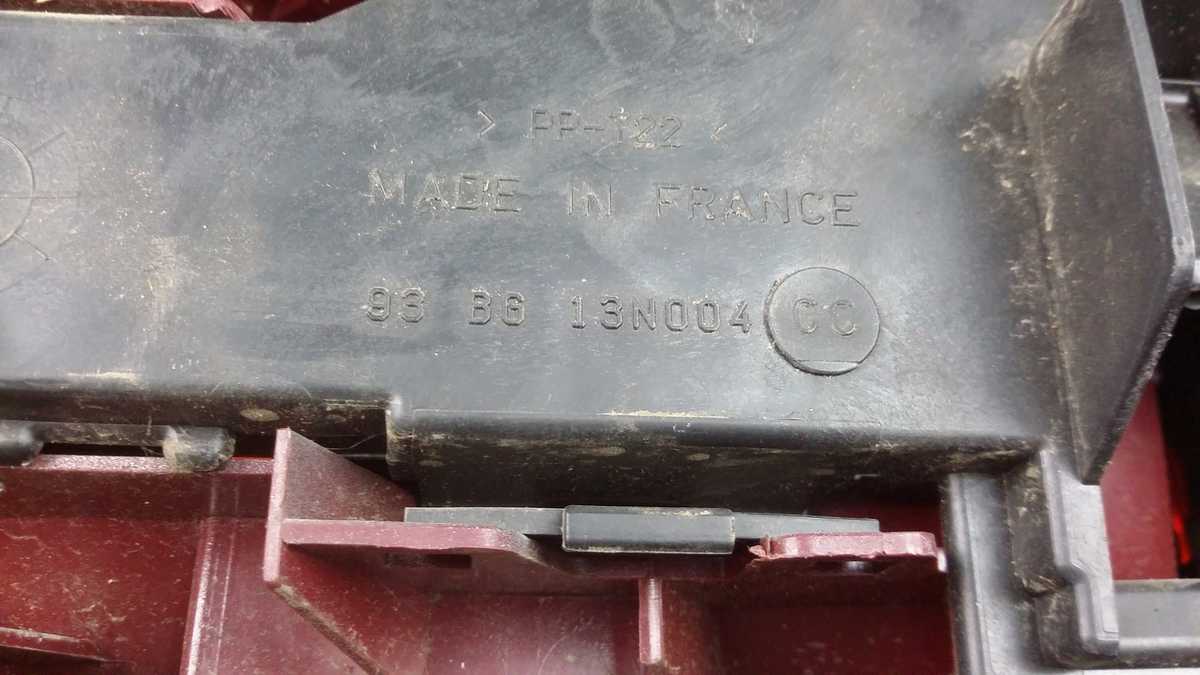 > PP-T22 <
MADE IN FRANCE
93 BG 13N004 CC